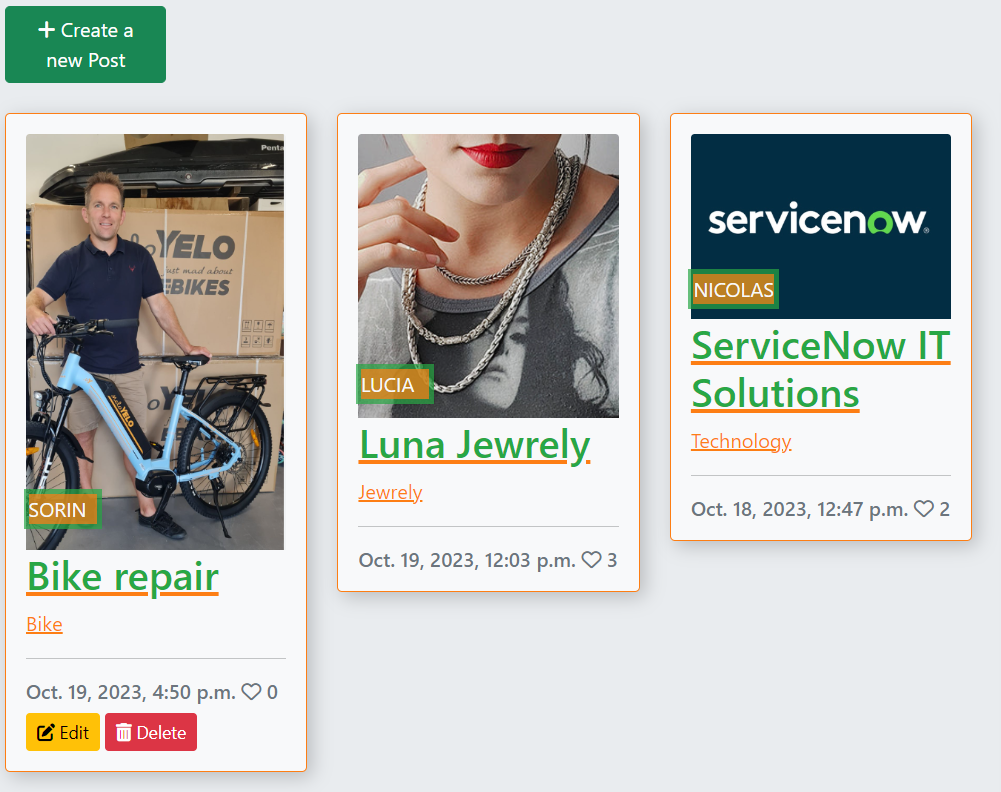 + Create a
new Post
Penta
YELO
just mad about
EBIKES
YELO
SORIN
Bike repair
Bike
Oct. 19, 2023, 4:50 p.m. ♡ 0
Edit Delete
LUCIA
Luna Jewrely
Jewrely
Oct. 19, 2023, 12:03 p.m. ♡ 3
servicenow®
NICOLAS
ServiceNow IT
Solutions
Technology
Oct. 18, 2023, 12:47 p.m. ♡ 2